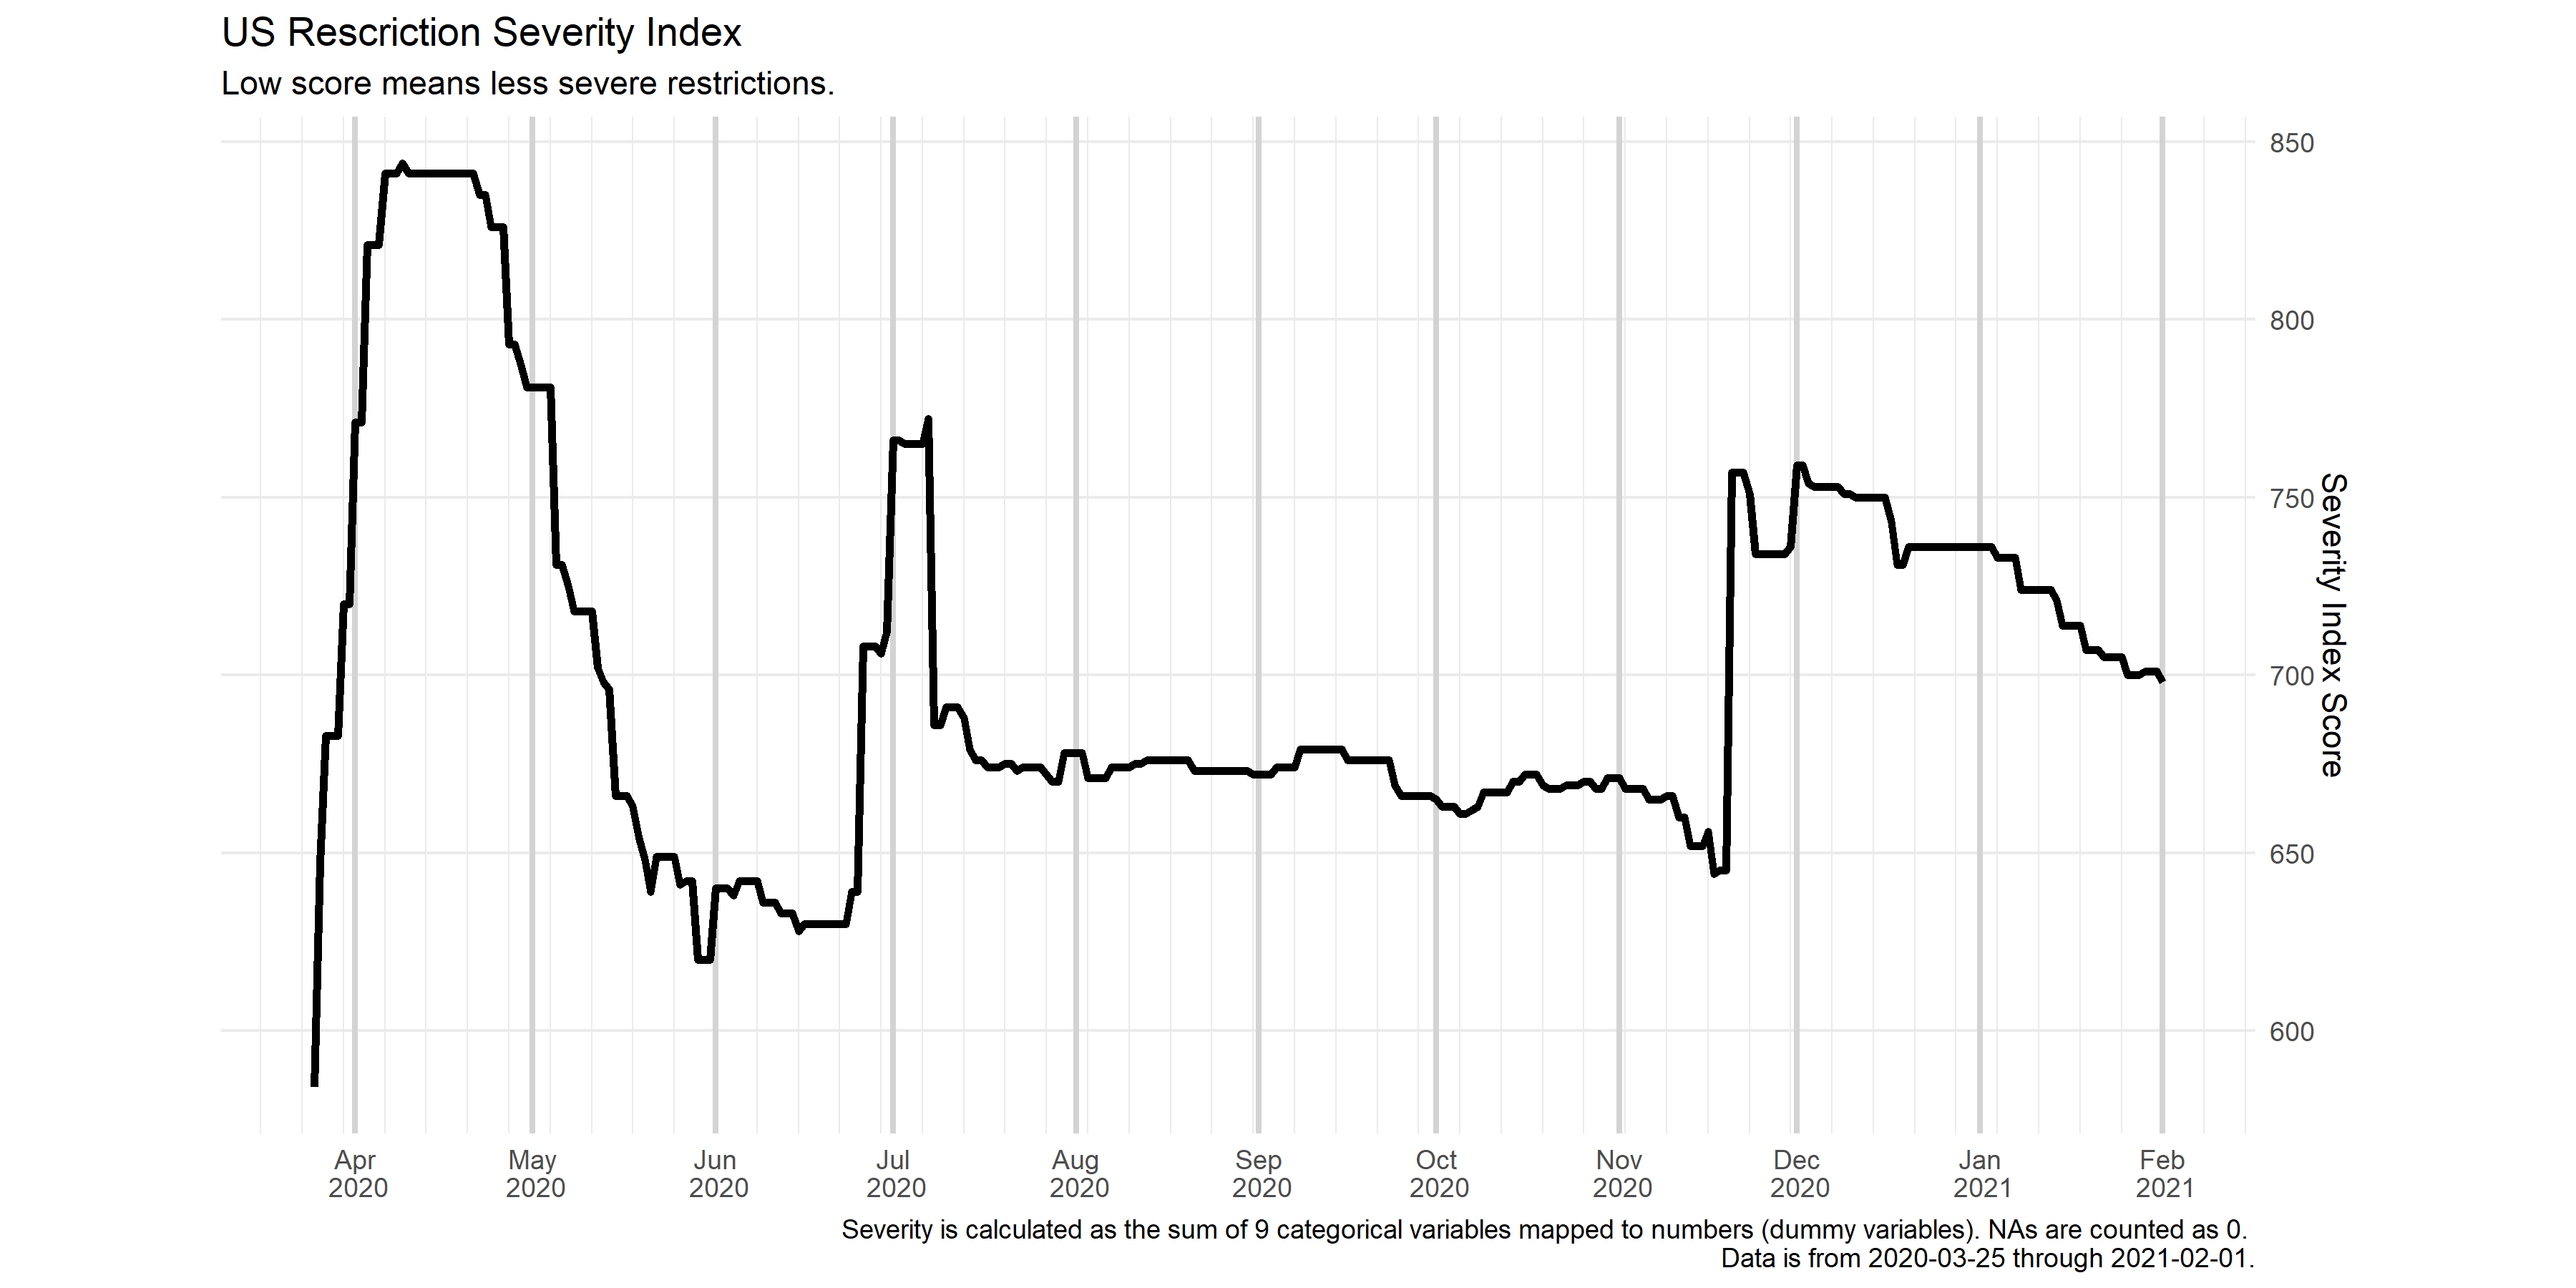 US Rescriction Severity Index
Low score means less severe restrictions.
850
800
750
700
650
600
Severity Index Score
Apr
2020
May
2020
Jun
2020
Jul
2020
Aug
2020
Sep
2020
Oct
2020
Nov
2020
Dec
2020
Jan
2021
Feb
2021
Severity is calculated as the sum of 9 categorical variables mapped to numbers (dummy variables). NAs are counted as 0.
Data is from 2020-03-25 through 2021-02-01.